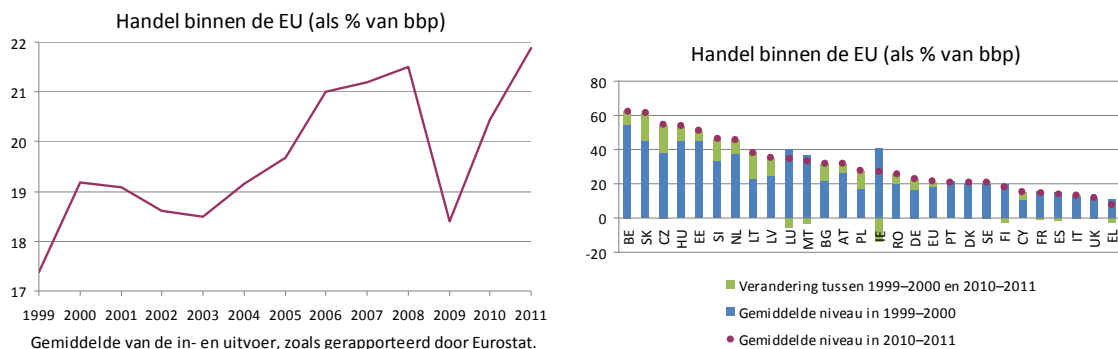 Handel binnen de EU (als % van bbp)
22
21
20
19
18
17
1999 2000 2001 2002 2003 2004 2005 2006 2007 2008 2009 2010 2011
Gemiddelde van de in- en uitvoer, zoals gerapporteerd door Eurostat.
Handel binnen de EU (als % van bbp)
80
60
40
20
0
-20
BE SK CZ HU EE SI NL LT LV LU MT BG AT PL IE RO DE EU PT DK SE FI CY FR ES IT UK EL
Verandering tussen 1999–2000 en 2010–2011
Gemiddelde niveau in 1999–2000
Gemiddelde niveau in 2010–2011